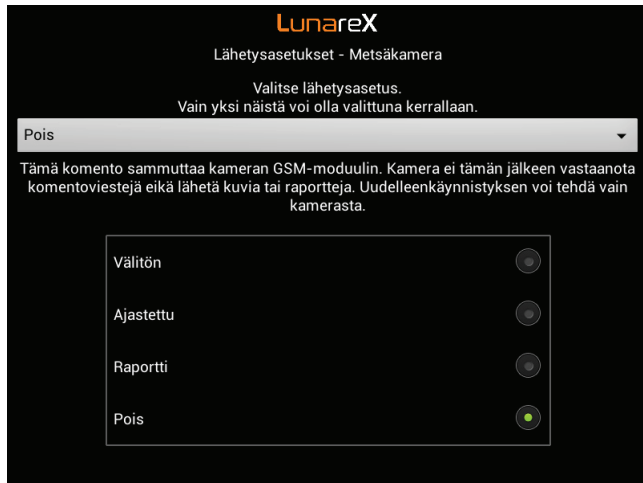 LunareX
Lähetysasetukset - Metsäkamera
Valitse lähetysasetus.
Vain yksi näistä voi olla valittuna kerrallaan.
Pois
Tämä komento sammuttaa kameran GSM-moduulin. Kamera ei tämän jälkeen vastaanota
komentoviestejä eikä lähetä kuvia tai raportteja. Uudelleenkäynnistyksen voi tehdä vain
kamerasta.
Välitön
Ajastettu
Raportti
Pois